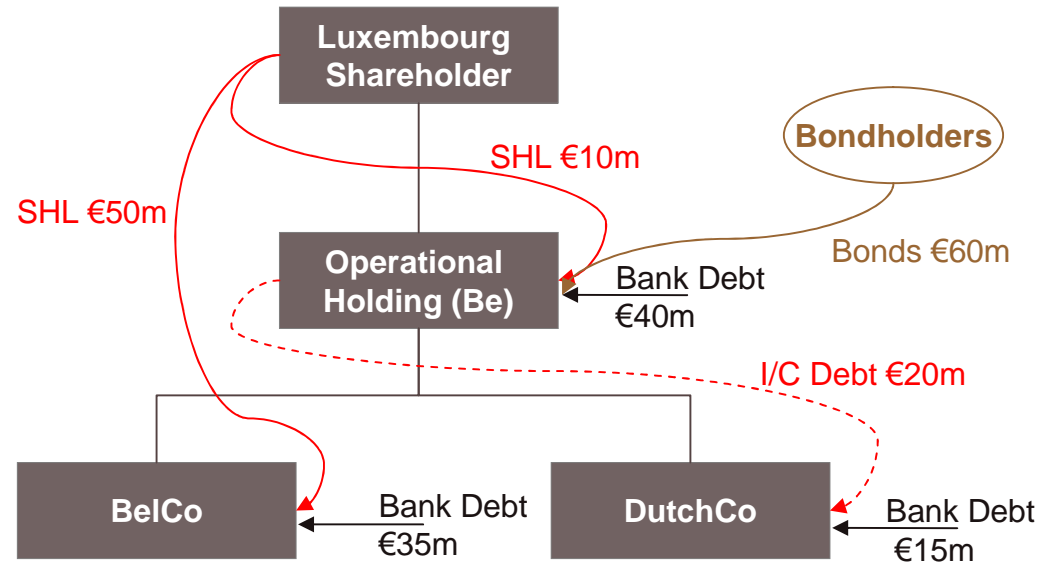 Luxembourg
Shareholder
Bondholders
SHL €10m
SHL €50m
Bonds €60m
Operational
Holding (Be)
Bank Debt
€40m
I/C Debt €20m
BelCo
Bank Debt
€35m
DutchCo
Bank Debt
€15m